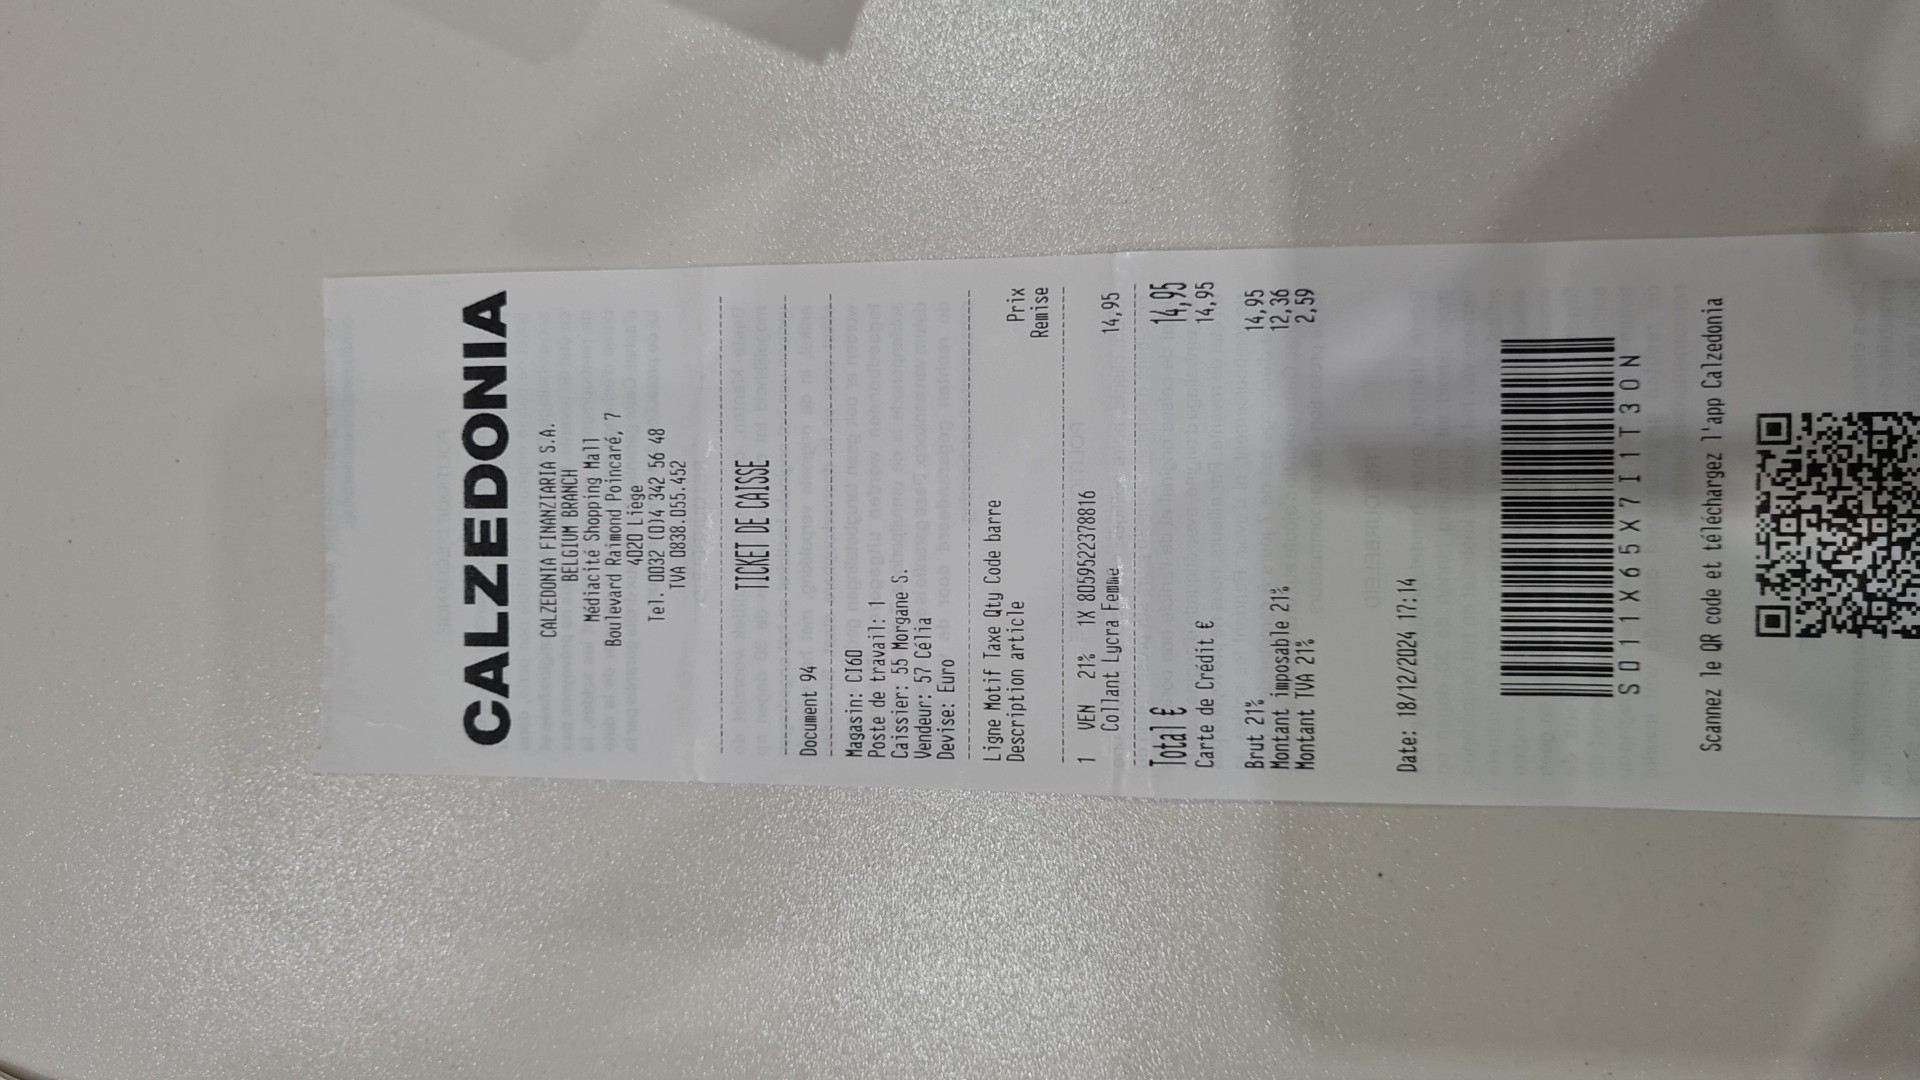 CALZEDONIA
CALZEDONIA FINANZIARIA S.A.
BELGIUM BRANCH
Médiacité Shopping Mall
Boulevard Raimond Poincaré, 7
4020 Liège
Tel. 0032 (0)4 342 56 48
TVA 0838.055.452
TICKET DE CAISSE
Document 94
Magasin: CI60
Poste de travail: 1
Caissier: 55 Morgane S.
Vendeur: 57 Célia
Devise: Euro
Ligne Motif Taxe Qty Code barre Prix
Description article Remise
1 VEN 21% 1X 8059522378816
Collant Lycra Femme 14,95
Total € 14,95
Carte de Crédit € 14,95
Brut 21% 14,95
Montant imposable 21% 12,36
Montant TVA 21% 2,59
Date: 18/12/2024 17:14
S011X65X7I1T30N
Scannez le QR code et téléchargez l'app Calzedonia